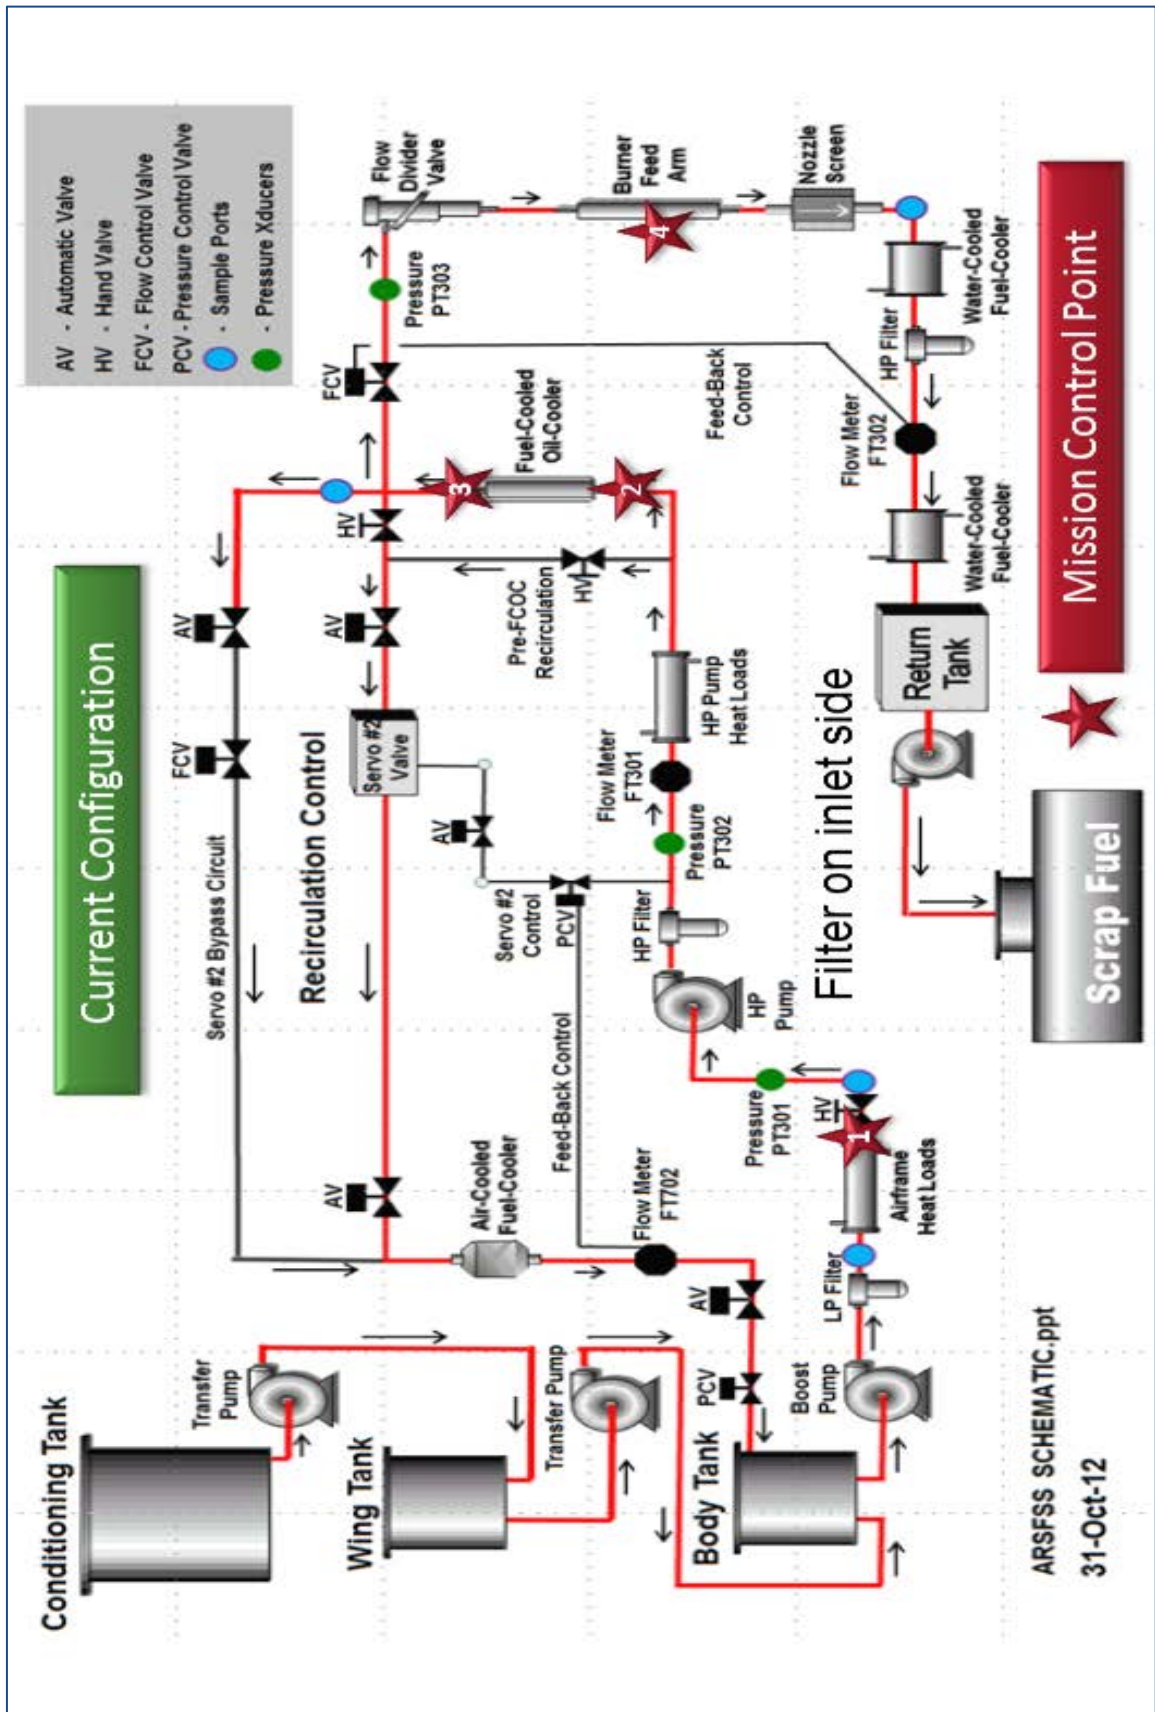 Current Configuration
AV - Automatic Valve
HV - Hand Valve
FCV - Flow Control Valve
PCV - Pressure Control Valve
- Sample Ports
- Pressure Xducers
Conditioning Tank
Transfer
Pump
Wing Tank
Transfer Pump
Body Tank
Servo #2 Bypass Circuit
FCV
AV
Recirculation Control
AV
Servo #2
Valve
AV
HV
FCV
Pressure
PT303
Flow
Divider
Valve
Air-Cooled
Fuel-Cooler
Feed-Back Control
Servo #2
Control
AV
PCV
Pre-FCOC
Recirculation
HV
3
Fuel-Cooled
Oil-Cooler
2
Feed-Back
Control
Burner
Feed
Arm
4
Flow Meter
FT702
AV
PCV
HP
Pump
HP Filter
Pressure
PT302
Flow Meter
FT301
HP Pump
Heat Loads
Nozzle
Screen
Boost
Pump
LP Filter
Airframe
Heat Loads
1
HV
Pressure
PT301
Filter on inlet side
Return
Tank
Water-Cooled
Fuel-Cooler
Flow Meter
FT302
HP Filter
Water-Cooled
Fuel-Cooler
Scrap Fuel
Mission Control Point
ARSFSS SCHEMATIC.ppt
31-Oct-12